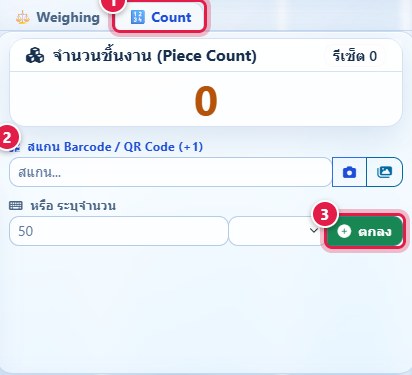 1
Weighing Count
จำนวนชิ้นงาน (Piece Count) รีเซ็ต 0
0
2 สแกน Barcode / QR Code (+1)
สแกน...
หรือ ระบุจำนวน
3
50 ตกลง